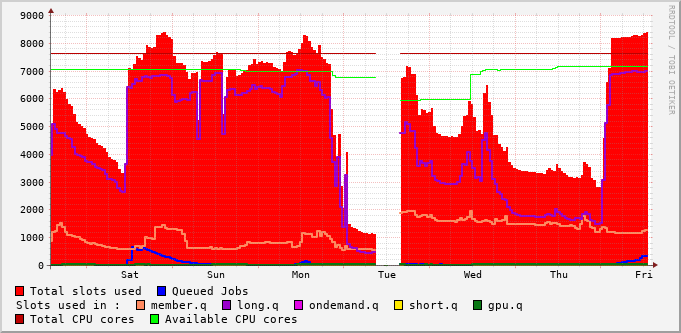 9000
8000
7000
6000
5000
4000
3000
2000
1000
0
Sat Sun Mon Tue Wed Thu Fri
RRDTOOL / TOBI OETIKER
Total slots used Queued Jobs
Slots used in : member.q long.q ondemand.q short.q gpu.q
Total CPU cores Available CPU cores